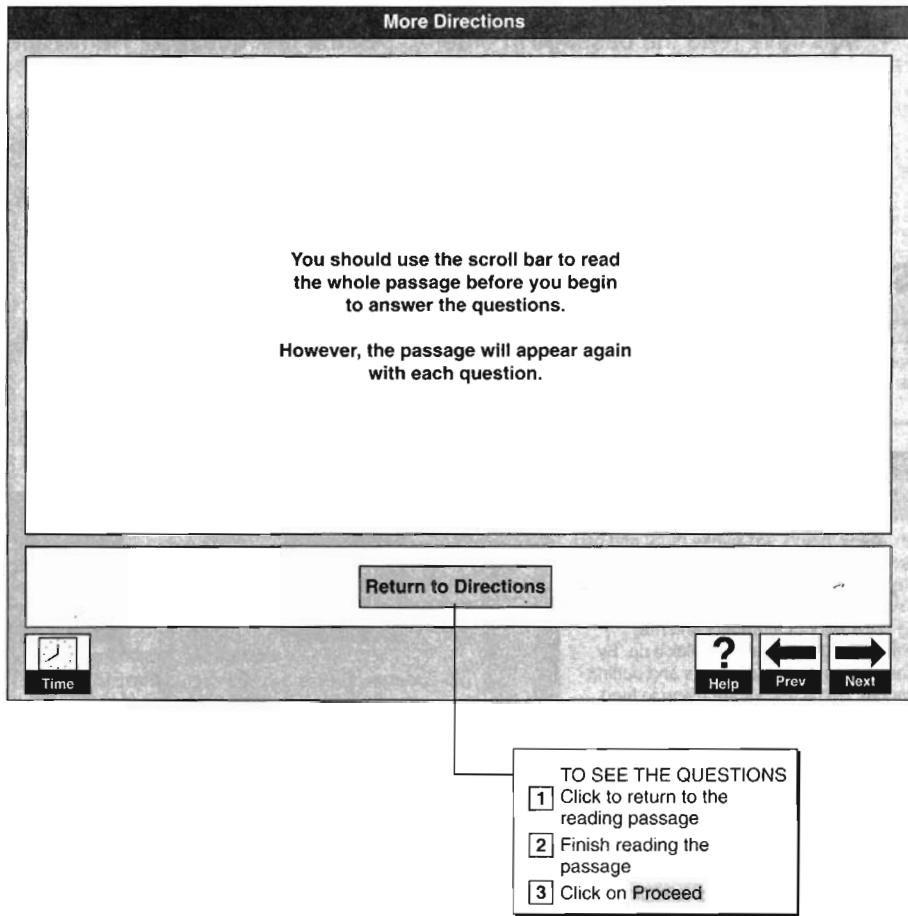 More Directions
You should use the scroll bar to read
the whole passage before you begin
to answer the questions.
However, the passage will appear again
with each question.
Return to Directions
Time
?
Help
Prev
Next
TO SEE THE QUESTIONS
1 Click to return to the
reading passage
2 Finish reading the
passage
3 Click on Proceed